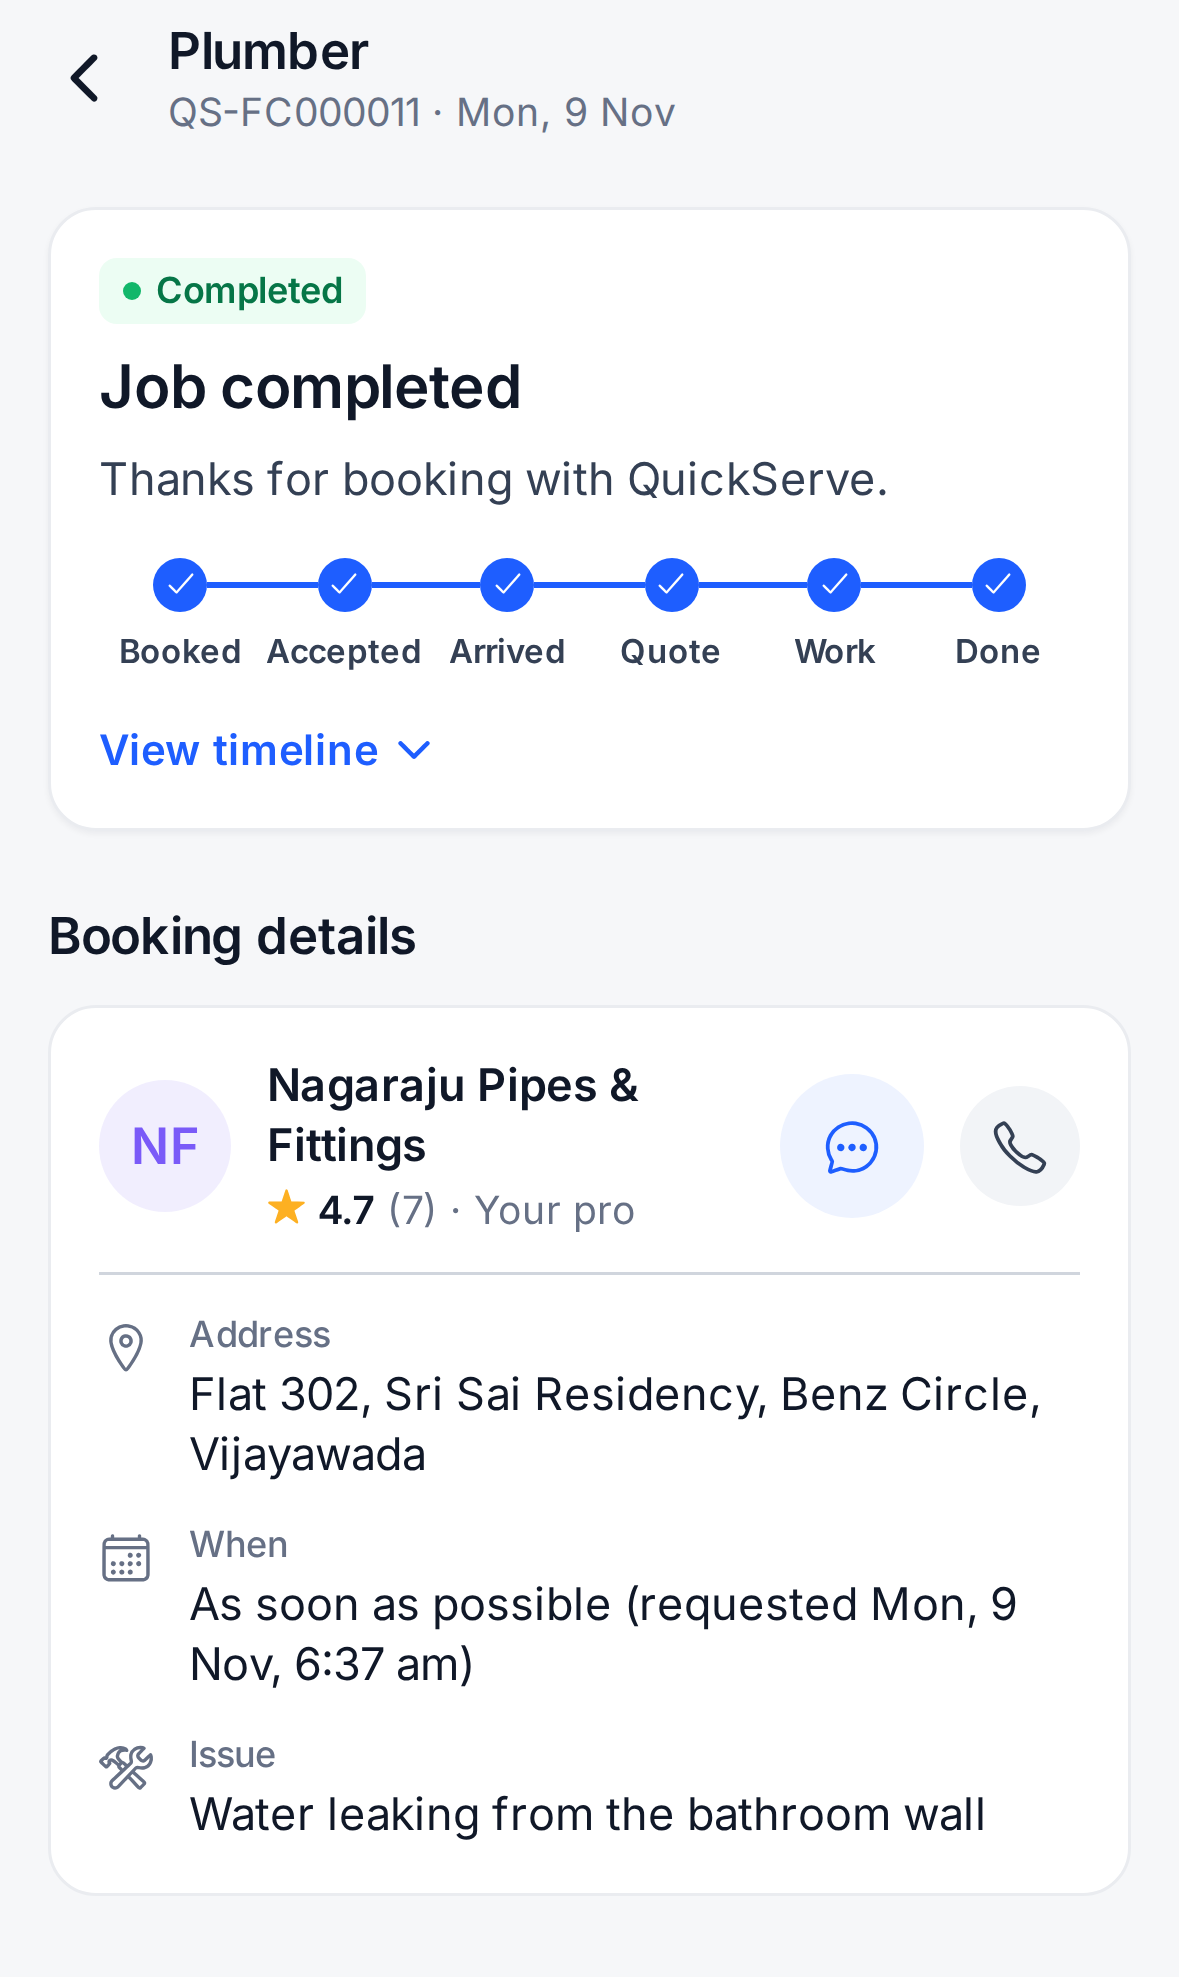 Plumber
QS-FC000011 · Mon, 9 Nov
Completed
Job completed
Thanks for booking with QuickServe.
Booked Accepted Arrived Quote Work Done
View timeline
Booking details
NF
Nagaraju Pipes &
Fittings
4.7 (7) · Your pro
Address
Flat 302, Sri Sai Residency, Benz Circle,
Vijayawada
When
As soon as possible (requested Mon, 9
Nov, 6:37 am)
Issue
Water leaking from the bathroom wall